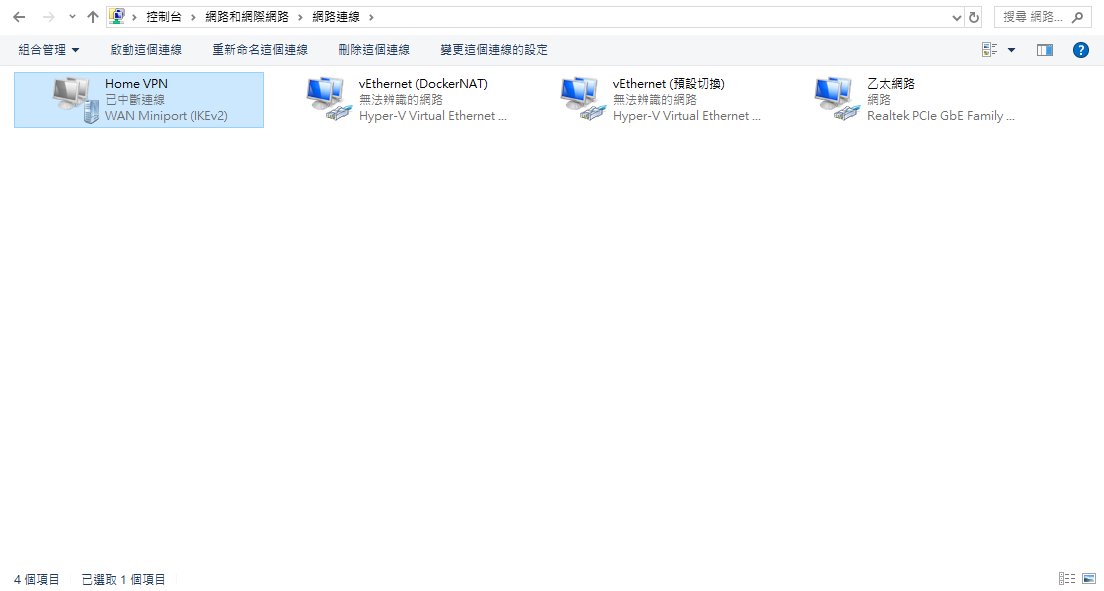 控制台 網路和網際網路 網路連線 搜尋 網路...
組合管理 啟動這個連線 重新命名這個連線 刪除這個連線 變更這個連線的設定
Home VPN
已中斷連線
WAN Miniport (IKEv2)
vEthernet (DockerNAT)
無法辨識的網路
Hyper-V Virtual Ethernet ...
vEthernet (預設切換)
無法辨識的網路
Hyper-V Virtual Ethernet ...
乙太網路
網路
Realtek PCIe GbE Family ...
4 個項目 已選取 1 個項目